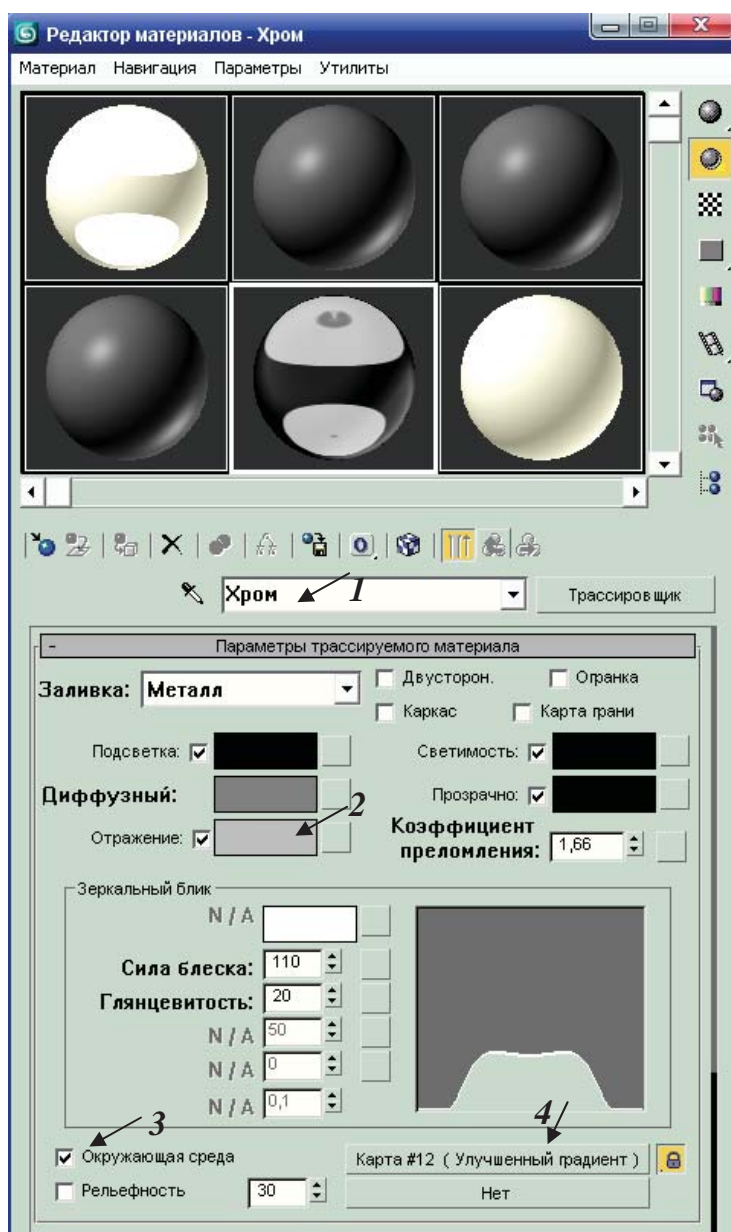 Редактор материалов - Хром
Материал Навигация Параметры Утилиты
1
Хром
Трассировщик
- Параметры трассируемого материала
Заливка: Металл
Двусторон. Огранка
Каркас Карта грани
Подсветка: Светимость:
Диффузный: Прозрачно:
2
Отражение: Коэффициент преломления: 1,66
Зеркальный блик
N / A
Сила блеска: 110
Глянцевитость: 20
N / A 50
N / A 0
N / A 0,1
3 4
Окружающая среда Карта #12 ( Улучшенный градиент )
Рельефность 30 Нет